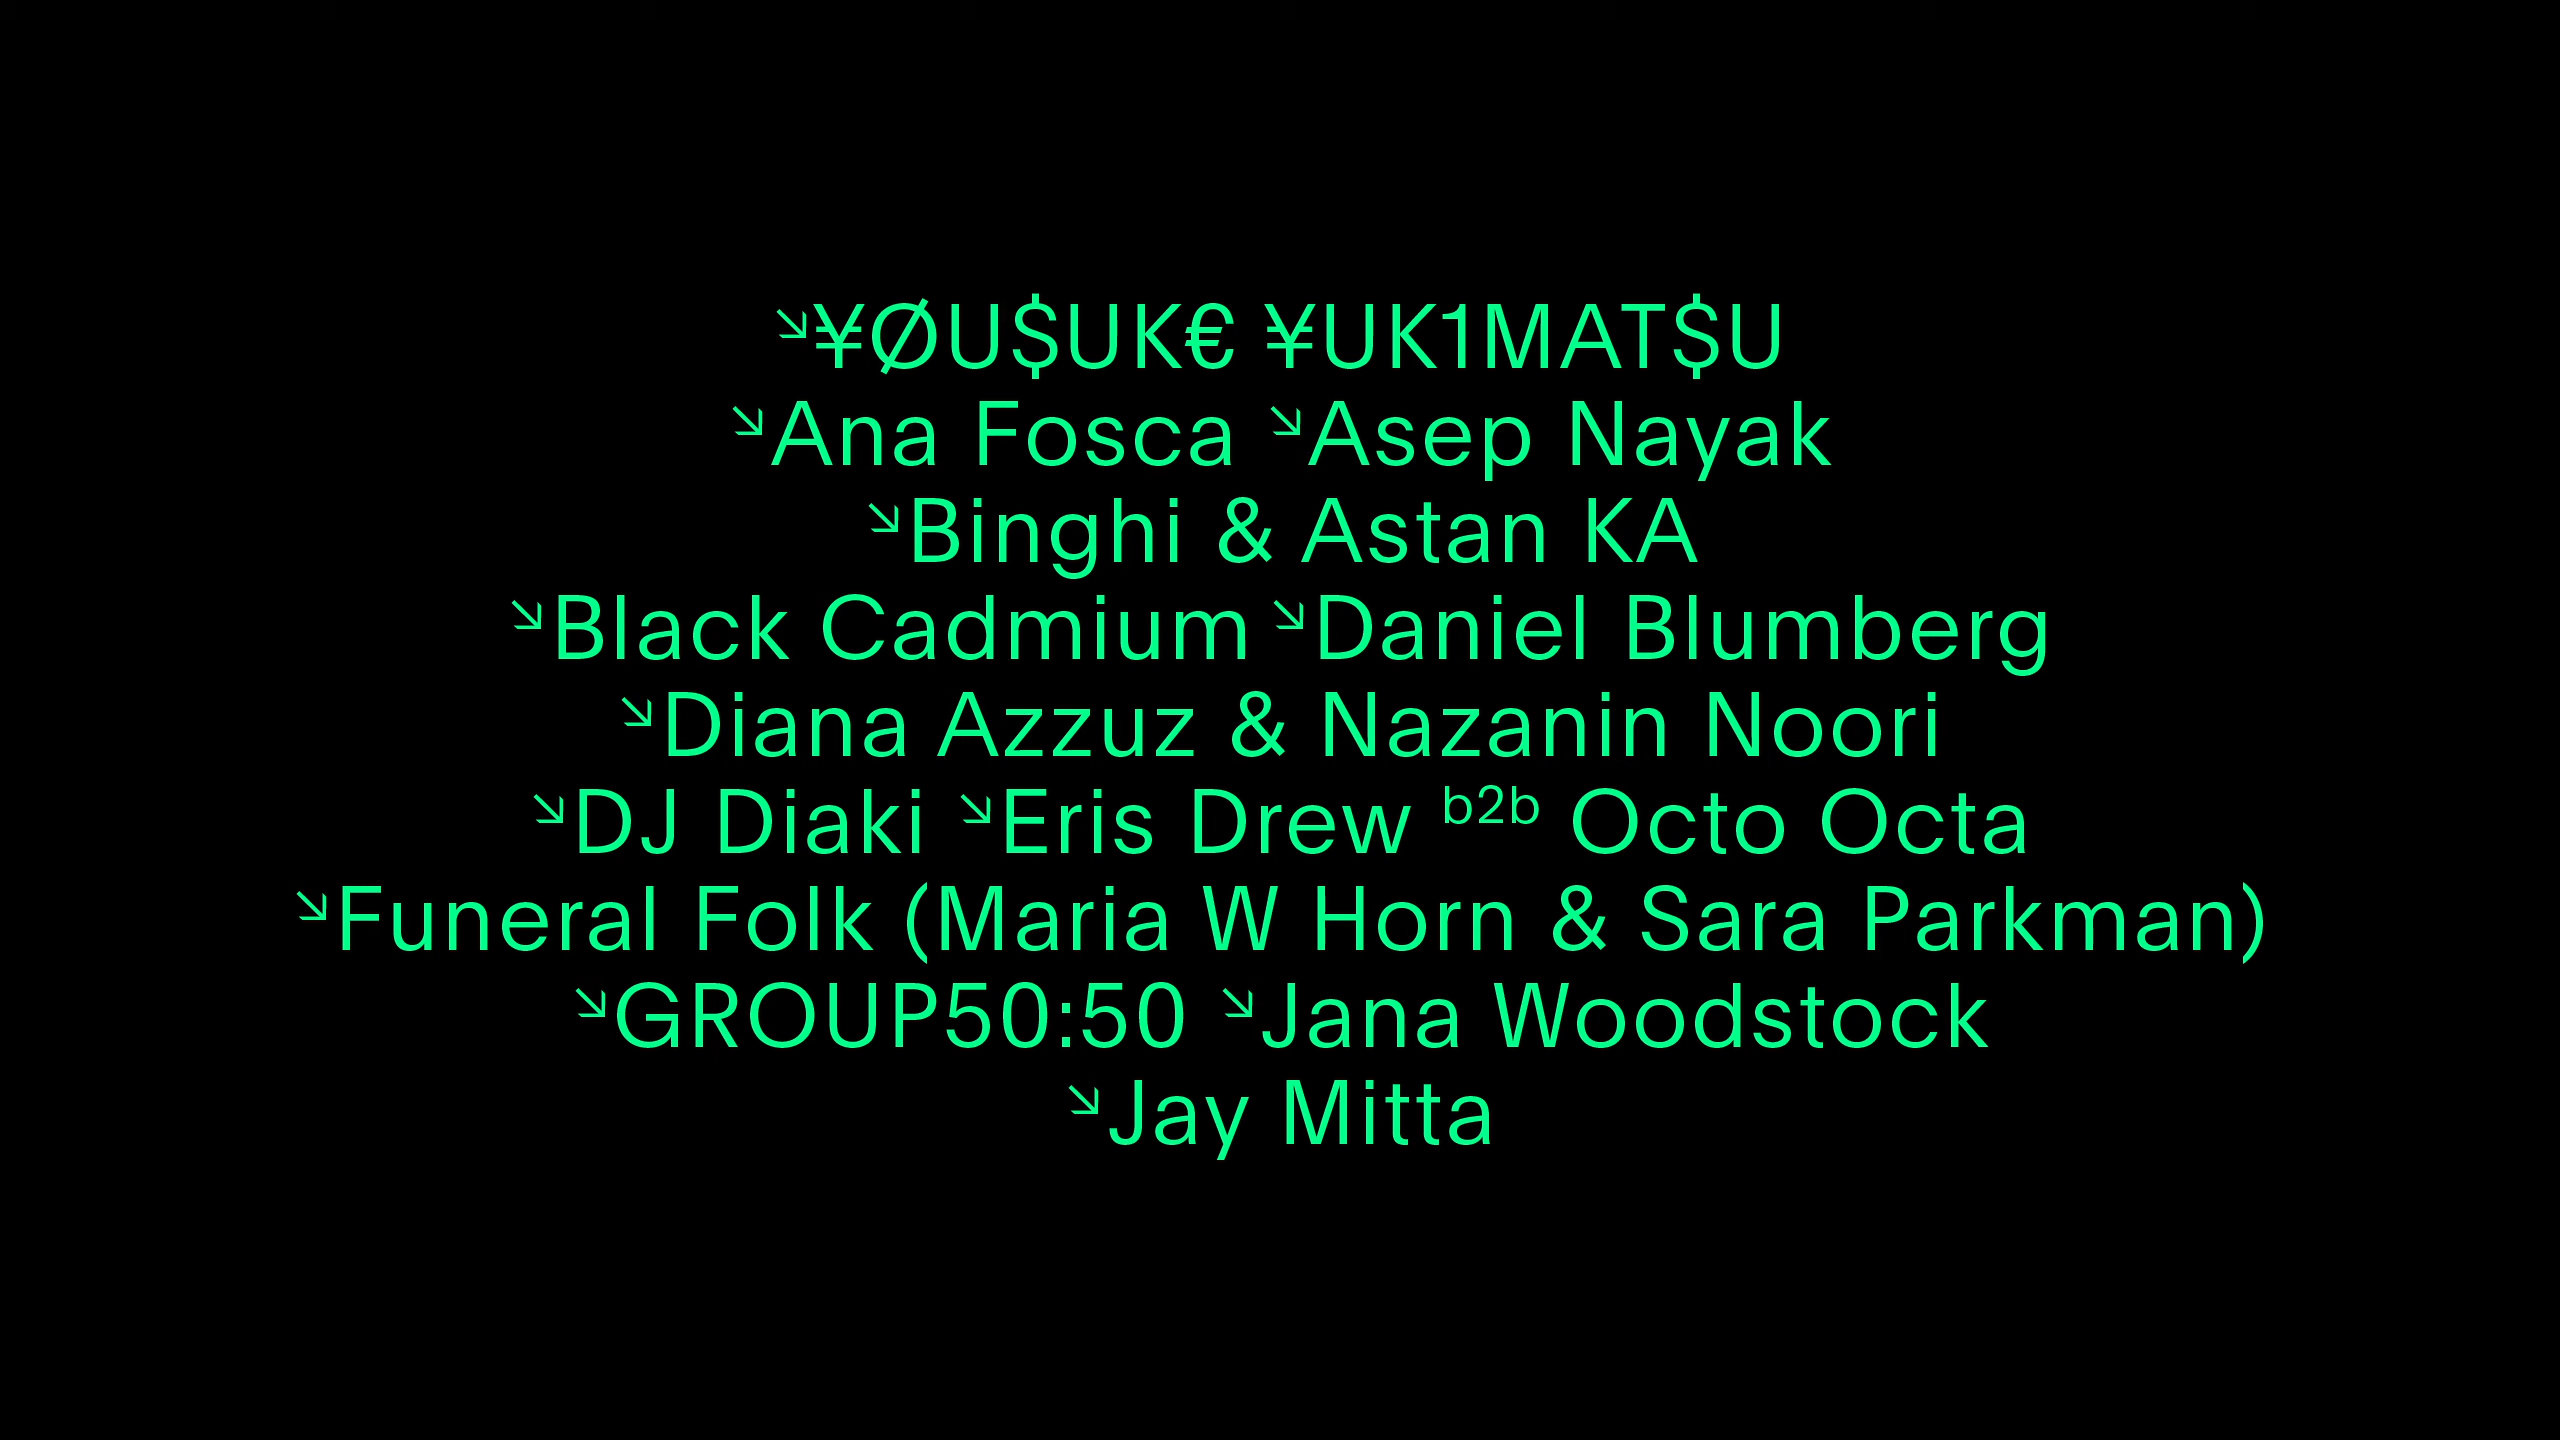 ↘¥ØU$UK€ ¥UK1MAT$U
↘Ana Fosca ↘Asep Nayak
↘Binghi & Astan KA
↘Black Cadmium ↘Daniel Blumberg
↘Diana Azzuz & Nazanin Noori
↘DJ Diaki ↘Eris Drew b2b Octo Octa
↘Funeral Folk (Maria W Horn & Sara Parkman)
↘GROUP50:50 ↘Jana Woodstock
↘Jay Mitta